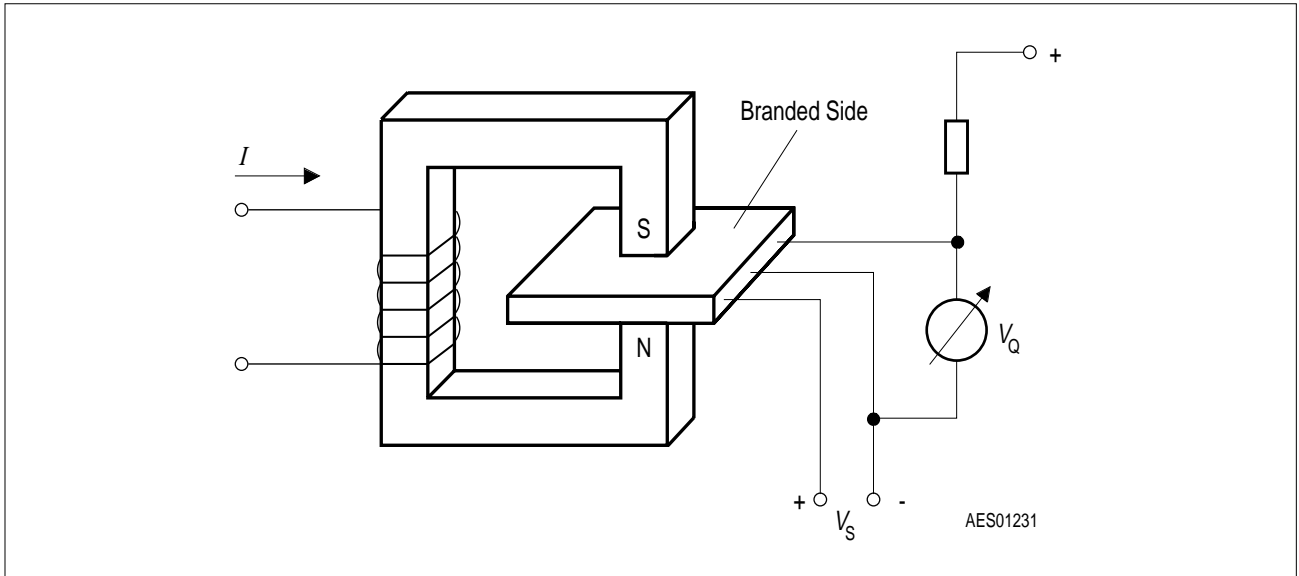 +
Branded Side
I
S
N
V_Q
+ V_S -
AES01231